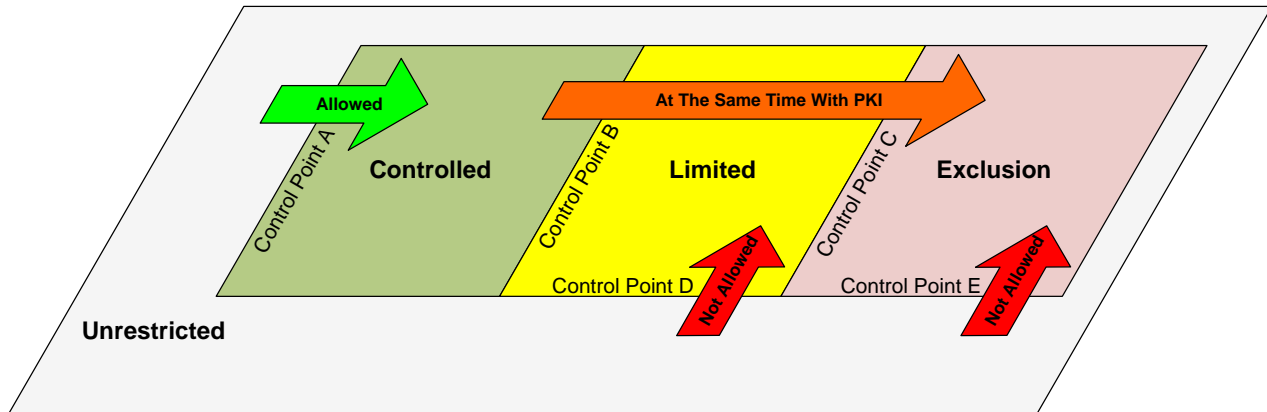 Allowed
At The Same Time With PKI
Control Point A
Control Point B
Control Point C
Controlled
Limited
Exclusion
Not Allowed
Not Allowed
Control Point D
Control Point E
Unrestricted